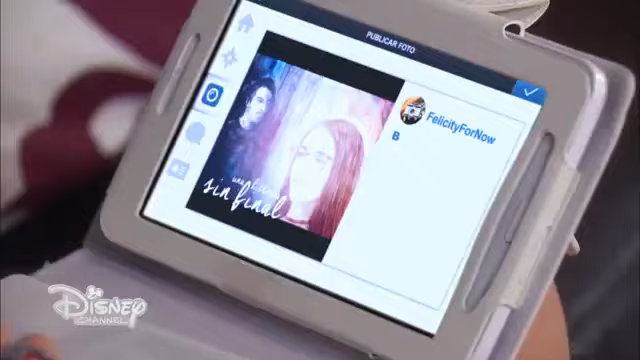 PUBLICAR FOTO
FelicityForNow
B
una historia
sin final
DISNEY
CHANNEL